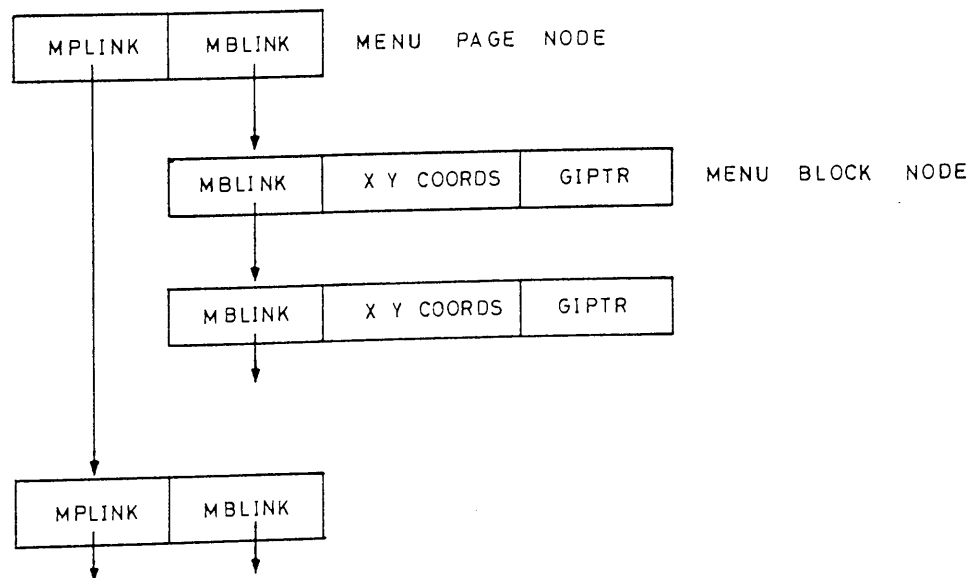 MPLINK MBLINK MENU PAGE NODE
MBLINK X Y COORDS GIPTR MENU BLOCK NODE
MBLINK X Y COORDS GIPTR
MPLINK MBLINK